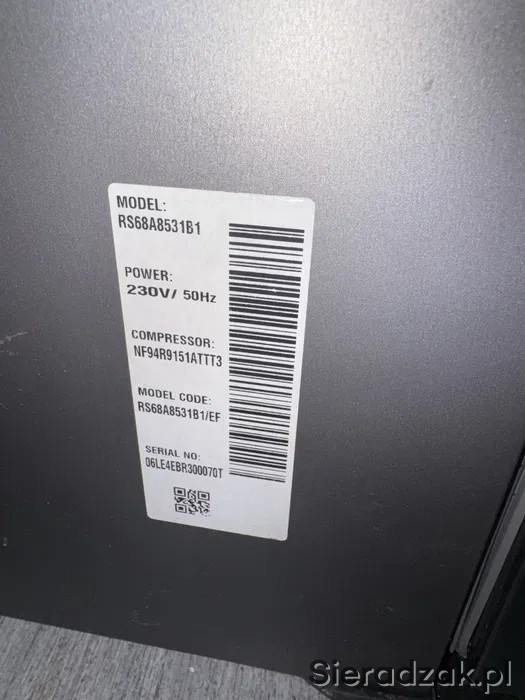 MODEL:
RS68A8531B1
POWER:
230V/ 50Hz
COMPRESSOR:
NF94R9151ATTT3
MODEL CODE:
RS68A8531B1/EF
SERIAL NO:
06LE4EBR300070T
Sieradzak.pl